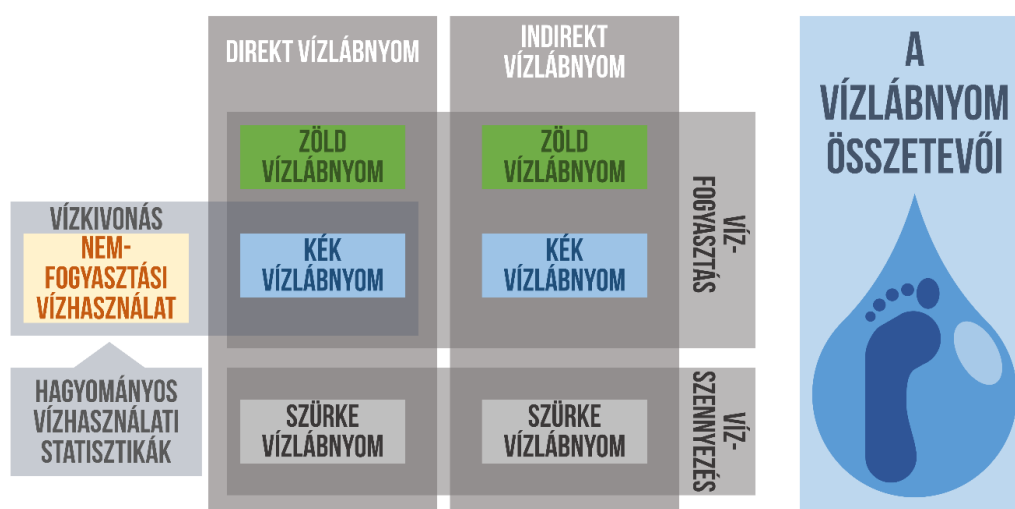 DIREKT VÍZLÁBNYOM
INDIREKT
VÍZLÁBNYOM
ZÖLD
VÍZLÁBNYOM
ZÖLD
VÍZLÁBNYOM
VÍZ-
FOGYASZTÁS
VÍZKIVONÁS
NEM-
FOGYASZTÁSI
VÍZHASZNÁLAT
KÉK
VÍZLÁBNYOM
KÉK
VÍZLÁBNYOM
HAGYOMÁNYOS
VÍZHASZNÁLATI
STATISZTIKÁK
SZÜRKE
VÍZLÁBNYOM
SZÜRKE
VÍZLÁBNYOM
VÍZ-
SZENNYEZÉS
A
VÍZLÁBNYOM
ÖSSZETEVŐI